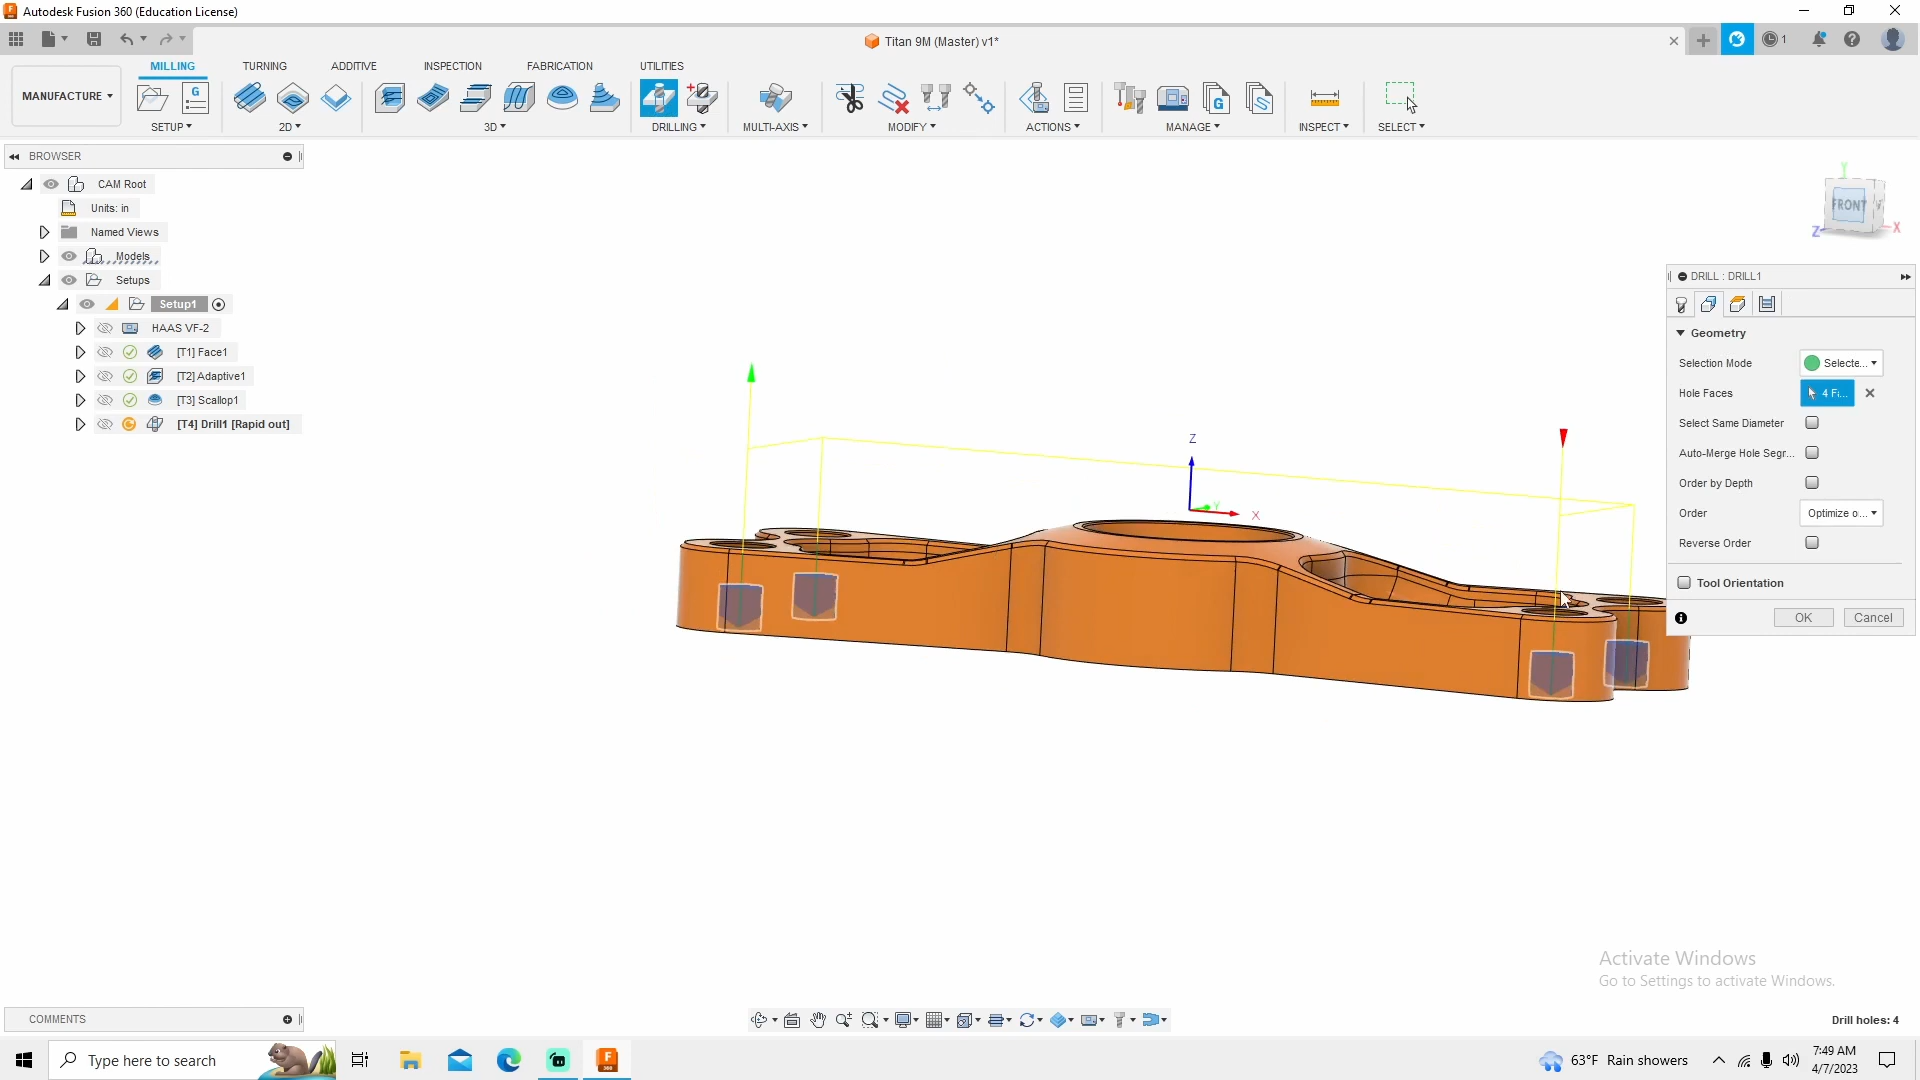 Autodesk Fusion 360 (Education License)
Titan 9M (Master) v1*
1
MILLING TURNING ADDITIVE INSPECTION FABRICATION UTILITIES
MANUFACTURE
SETUP 2D 3D DRILLING MULTI-AXIS MODIFY ACTIONS MANAGE INSPECT SELECT
BROWSER
CAM Root
Units: in
Named Views
Models
Setups
Setup1
HAAS VF-2
[T1] Face1
[T2] Adaptive1
[T3] Scallop1
[T4] Drill1 [Rapid out]
Y
FRONT
Z X
Z
Y
X
DRILL : DRILL1
Geometry
Selection Mode Selecte...
Hole Faces 4 Fi...
Select Same Diameter
Auto-Merge Hole Segr...
Order by Depth
Order Optimize o...
Reverse Order
Tool Orientation
OK Cancel
Activate Windows
Go to Settings to activate Windows.
COMMENTS
Drill holes: 4
Type here to search
63°F Rain showers
7:49 AM
4/7/2023